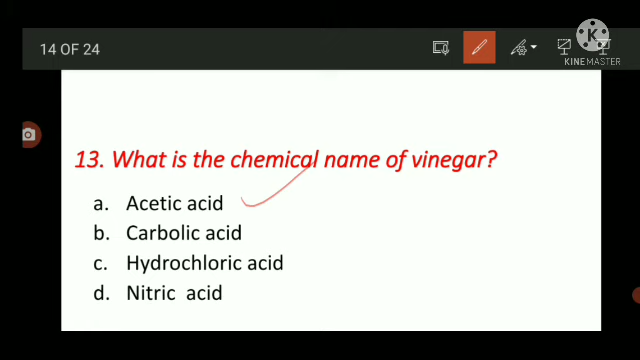 14 OF 24
KINEMASTER
13. What is the chemical name of vinegar?
a. Acetic acid
b. Carbolic acid
c. Hydrochloric acid
d. Nitric acid